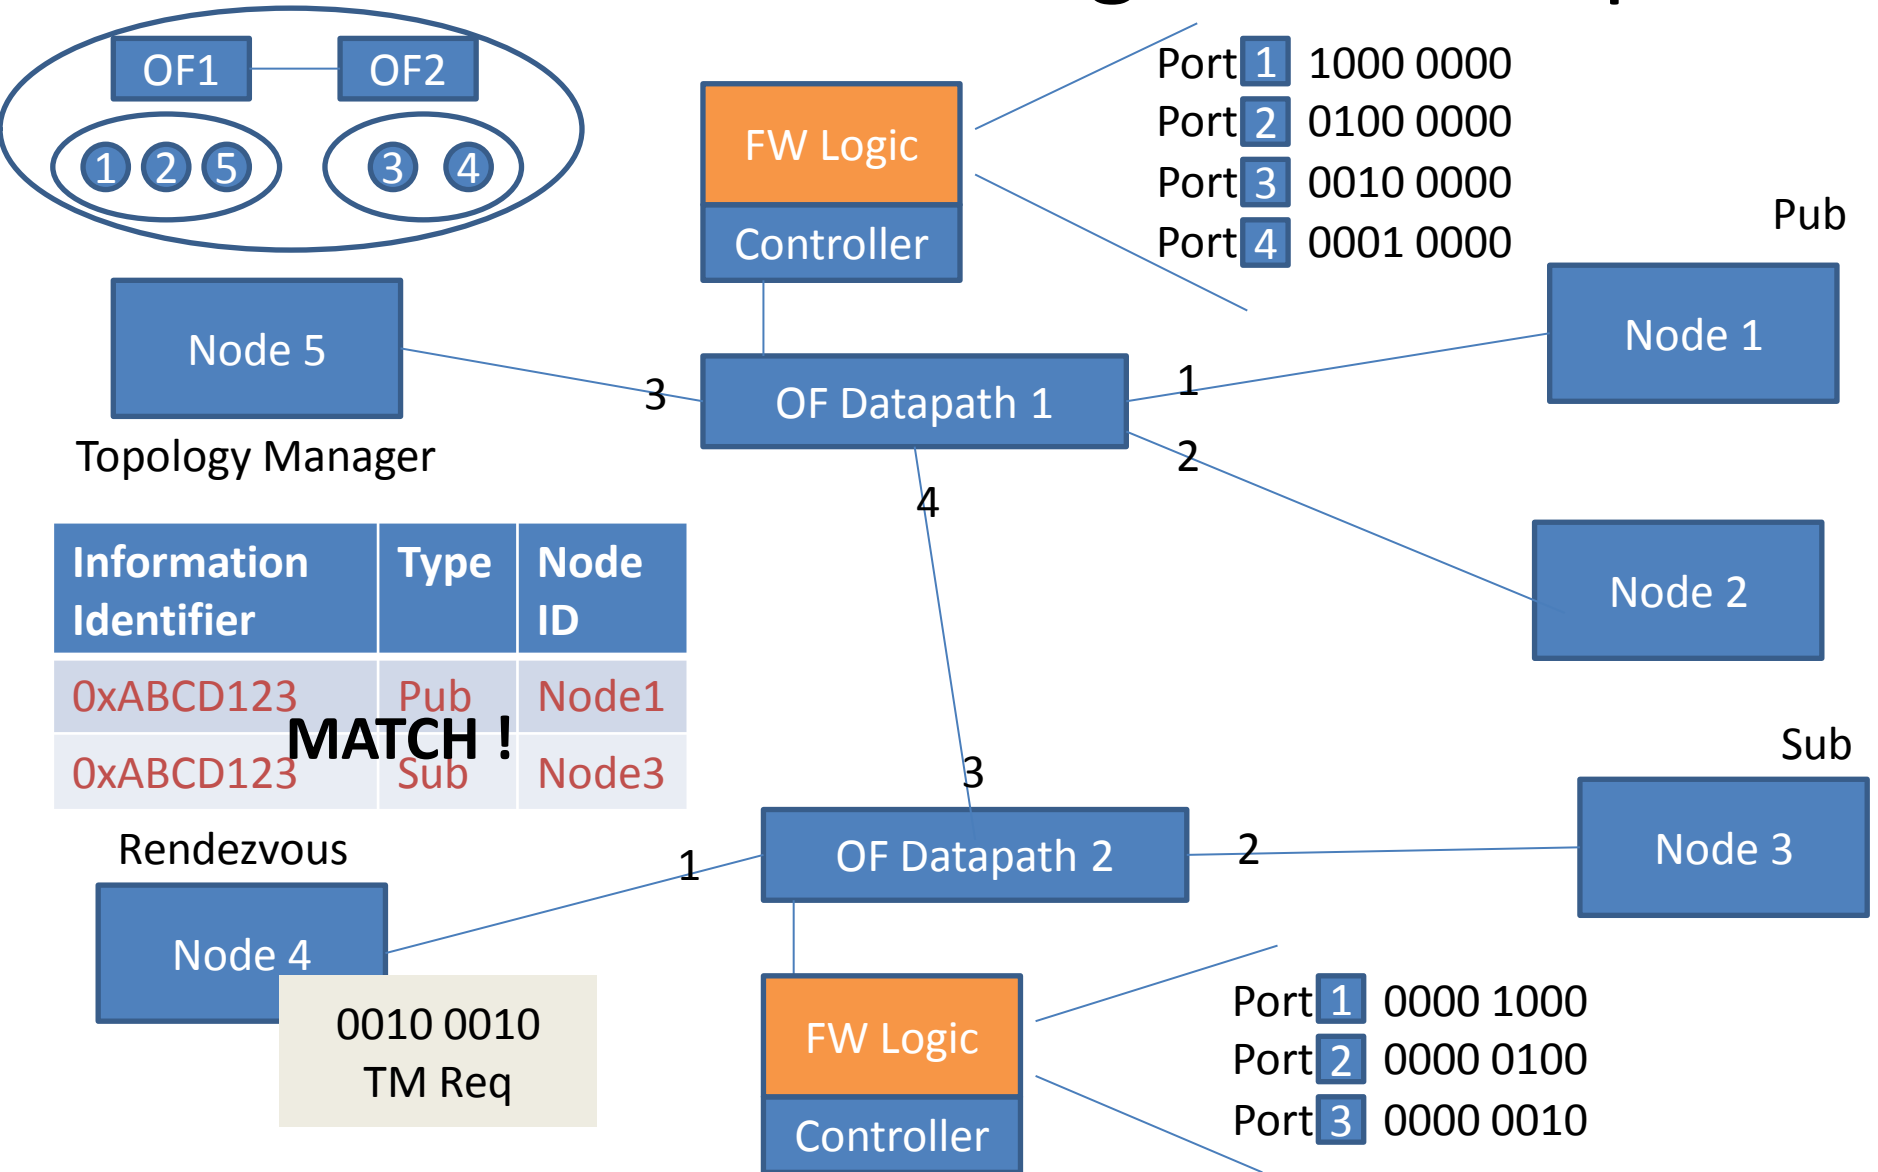 OF1
OF2
1 2 5
3 4
FW Logic
Controller
Port 1 1000 0000
Port 2 0100 0000
Port 3 0010 0000
Port 4 0001 0000
Pub
Node 1
Node 5
3
OF Datapath 1
1
2
4
Topology Manager
Node 2
Information Identifier
Type
Node ID
0xABCD123 Pub Node1
MATCH !
0xABCD123 Sub Node3
Sub
3
Rendezvous
1
OF Datapath 2
2
Node 3
Node 4
0010 0010
TM Req
FW Logic
Controller
Port 1 0000 1000
Port 2 0000 0100
Port 3 0000 0010